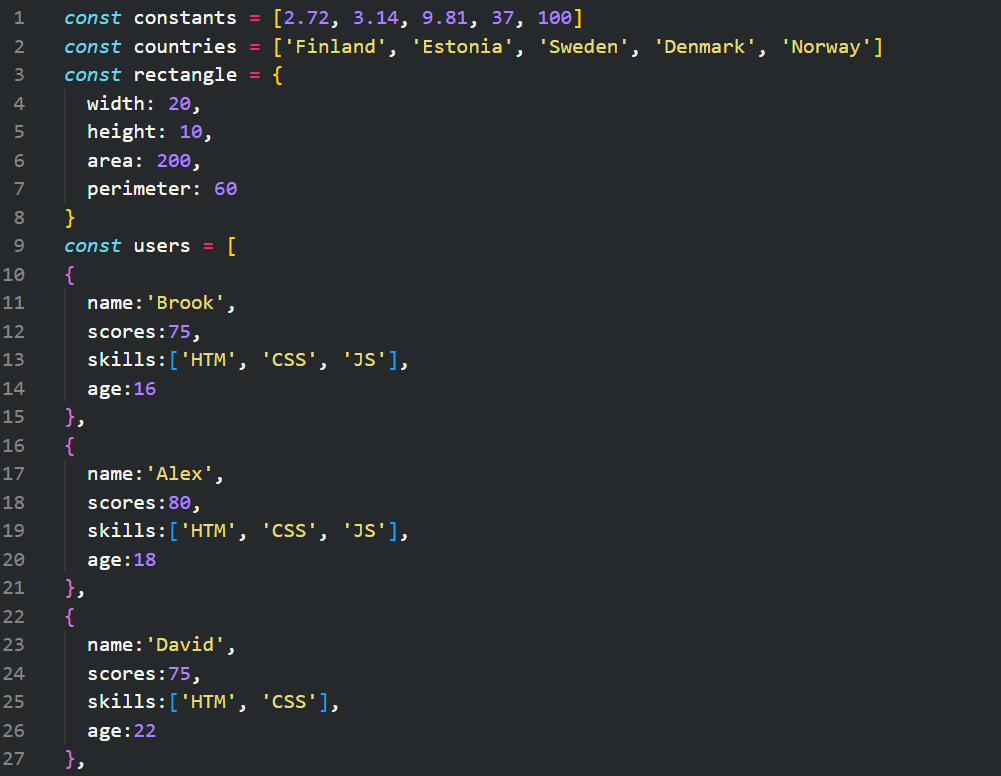 1 const constants = [2.72, 3.14, 9.81, 37, 100]
2 const countries = ['Finland', 'Estonia', 'Sweden', 'Denmark', 'Norway']
3 const rectangle = {
4   width: 20,
5   height: 10,
6   area: 200,
7   perimeter: 60
8 }
9 const users = [
10 {
11   name:'Brook',
12   scores:75,
13   skills:['HTM', 'CSS', 'JS'],
14   age:16
15 },
16 {
17   name:'Alex',
18   scores:80,
19   skills:['HTM', 'CSS', 'JS'],
20   age:18
21 },
22 {
23   name:'David',
24   scores:75,
25   skills:['HTM', 'CSS'],
26   age:22
27 },